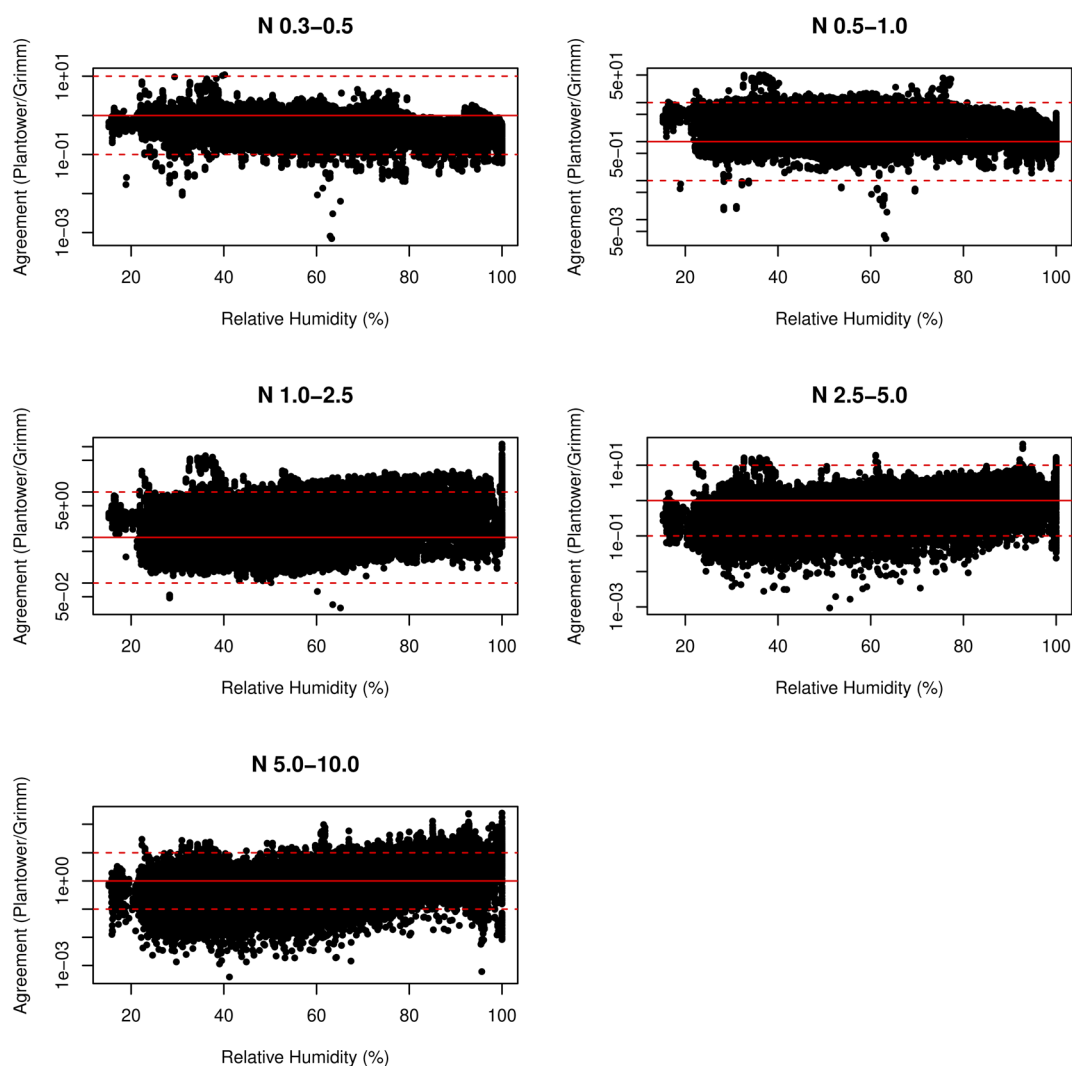 N 0.3−0.5
Agreement (Plantower/Grimm)
1e−03
1e−01
1e+01
20 40 60 80 100
Relative Humidity (%)
N 0.5−1.0
Agreement (Plantower/Grimm)
5e−03
5e−01
5e+01
20 40 60 80 100
Relative Humidity (%)
N 1.0−2.5
Agreement (Plantower/Grimm)
5e−02
5e+00
20 40 60 80 100
Relative Humidity (%)
N 2.5−5.0
Agreement (Plantower/Grimm)
1e−03
1e−01
1e+01
20 40 60 80 100
Relative Humidity (%)
N 5.0−10.0
Agreement (Plantower/Grimm)
1e−03
1e+00
20 40 60 80 100
Relative Humidity (%)